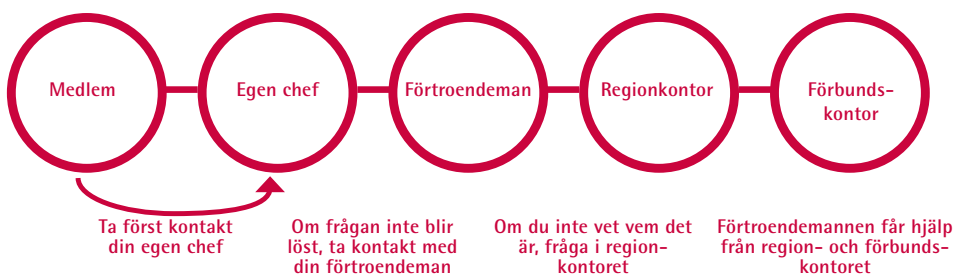 Medlem
Egen chef
Förtroendeman
Regionkontor
Förbunds-
kontor
Ta först kontakt
din egen chef
Om frågan inte blir
löst, ta kontakt med
din förtroendeman
Om du inte vet vem det
är, fråga i region-
kontoret
Förtroendemannen får hjälp
från region- och förbunds-
kontoret